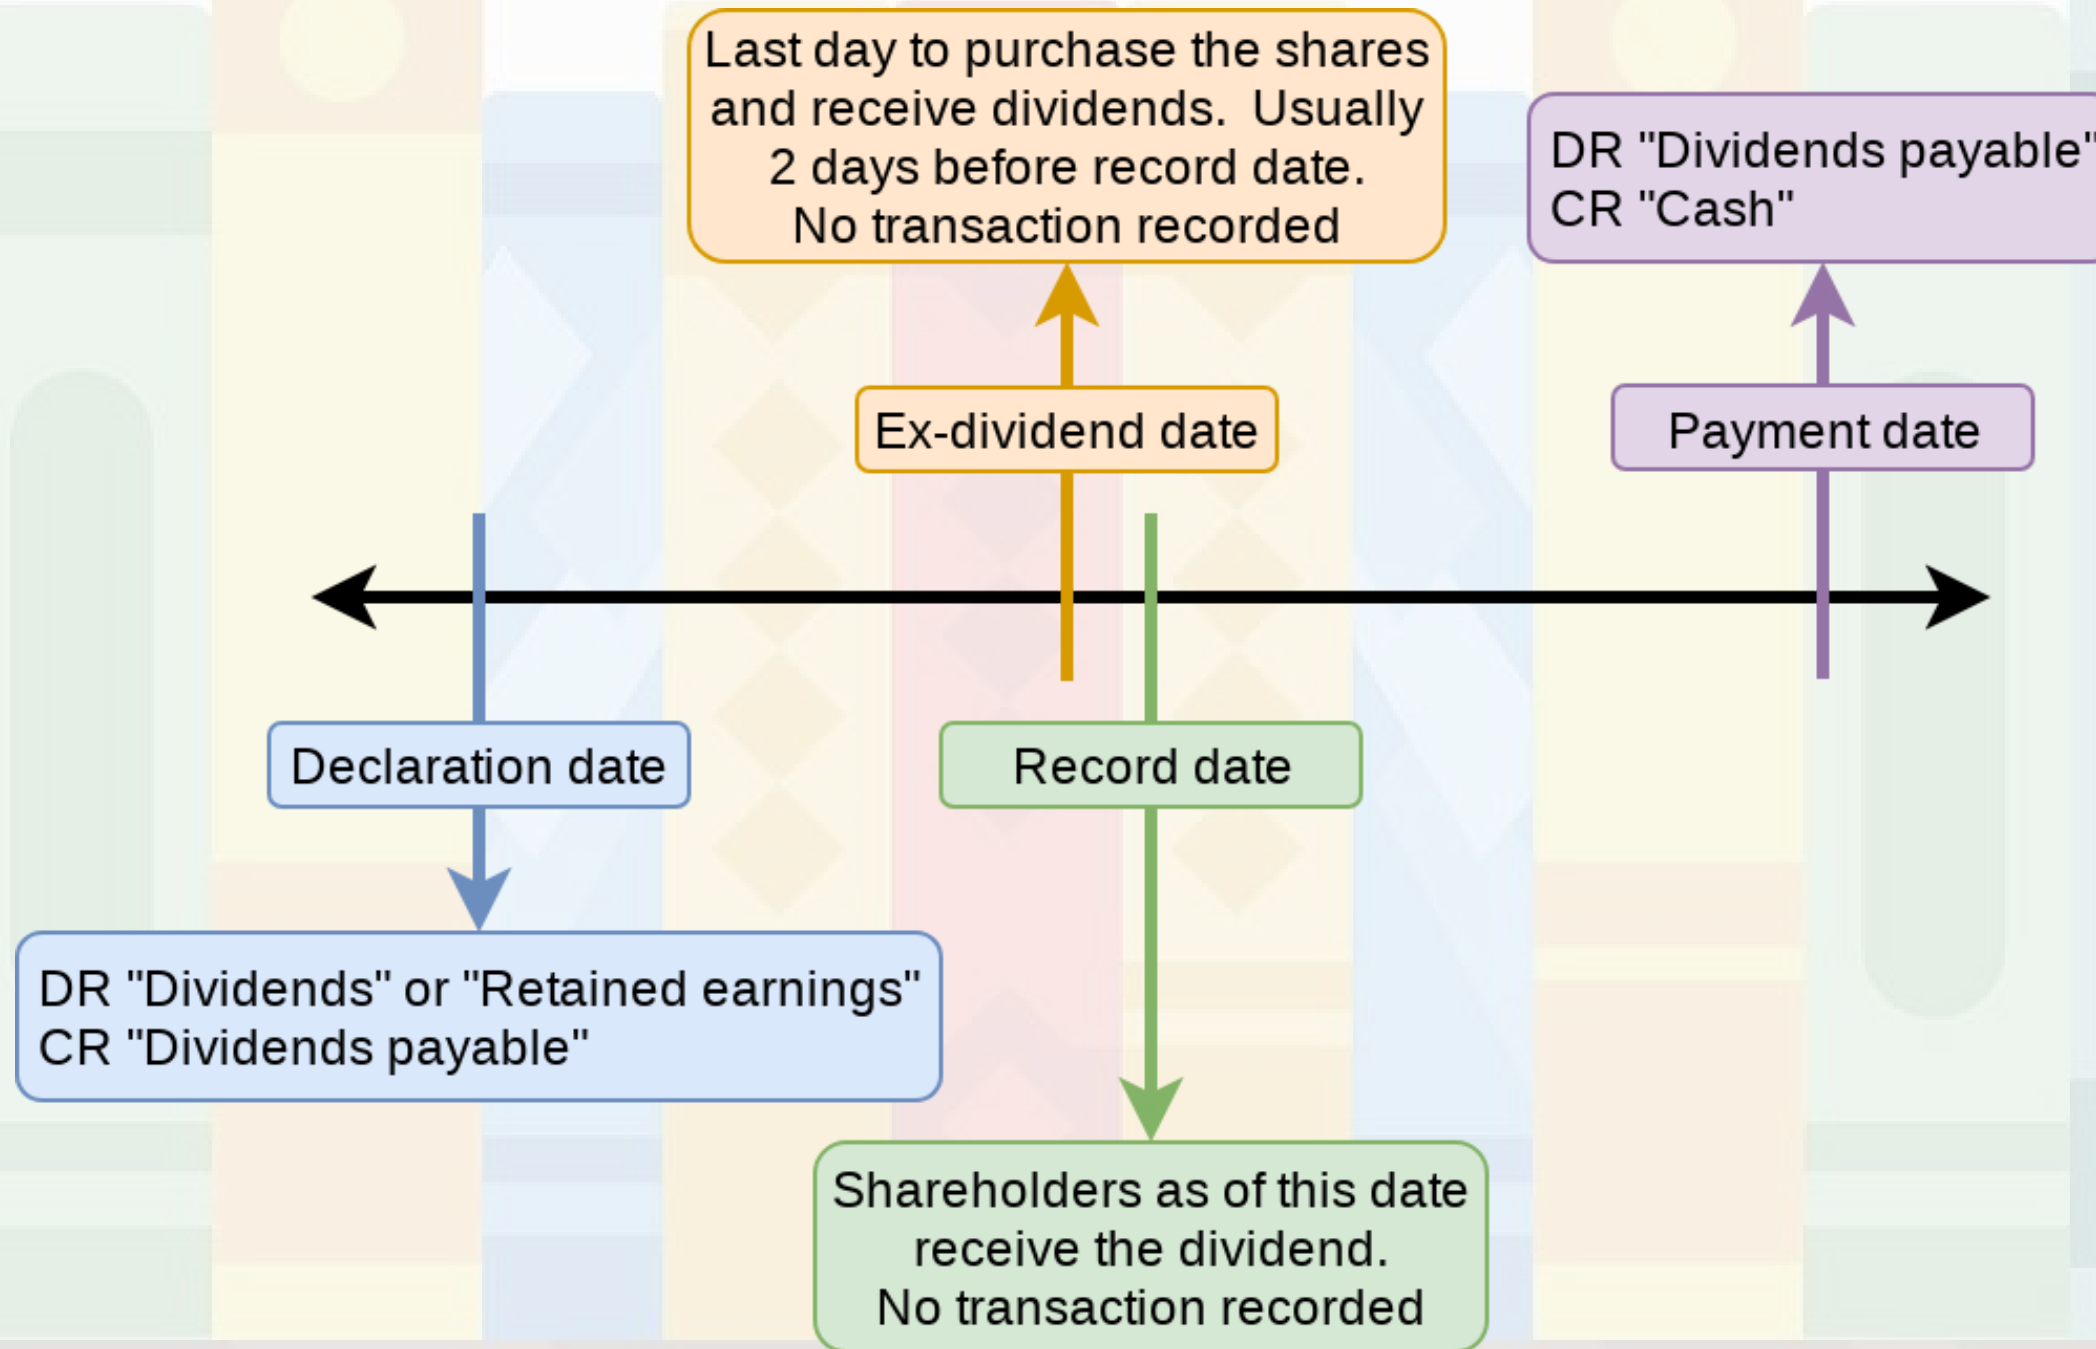 Last day to purchase the shares
and receive dividends.  Usually
2 days before record date.
No transaction recorded
DR "Dividends payable"
CR "Cash"
Ex-dividend date
Payment date
Declaration date
Record date
DR "Dividends" or "Retained earnings"
CR "Dividends payable"
Shareholders as of this date
receive the dividend.
No transaction recorded